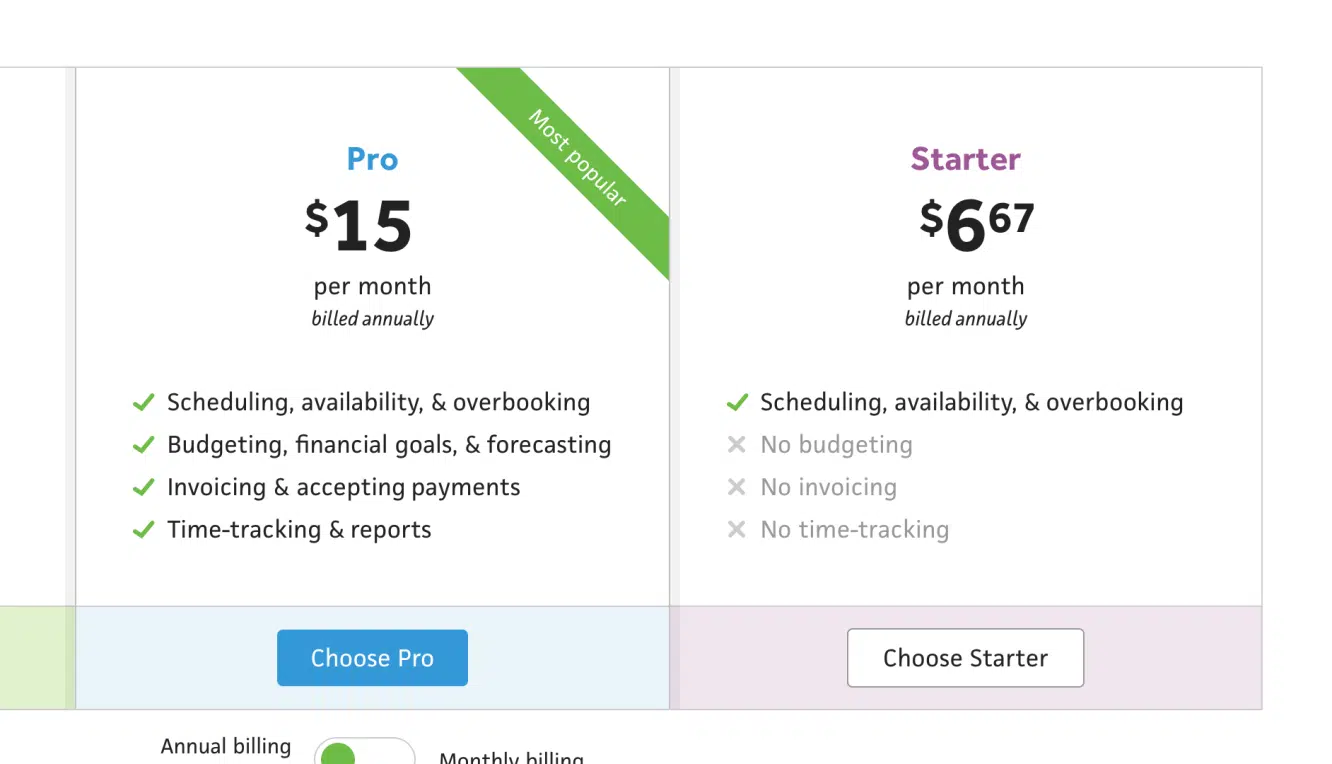 Most popular
Pro
$15
per month
billed annually
Scheduling, availability, & overbooking
Budgeting, financial goals, & forecasting
Invoicing & accepting payments
Time-tracking & reports
Choose Pro
Starter
$6 67
per month
billed annually
Scheduling, availability, & overbooking
No budgeting
No invoicing
No time-tracking
Choose Starter
Annual billing
Monthly billing